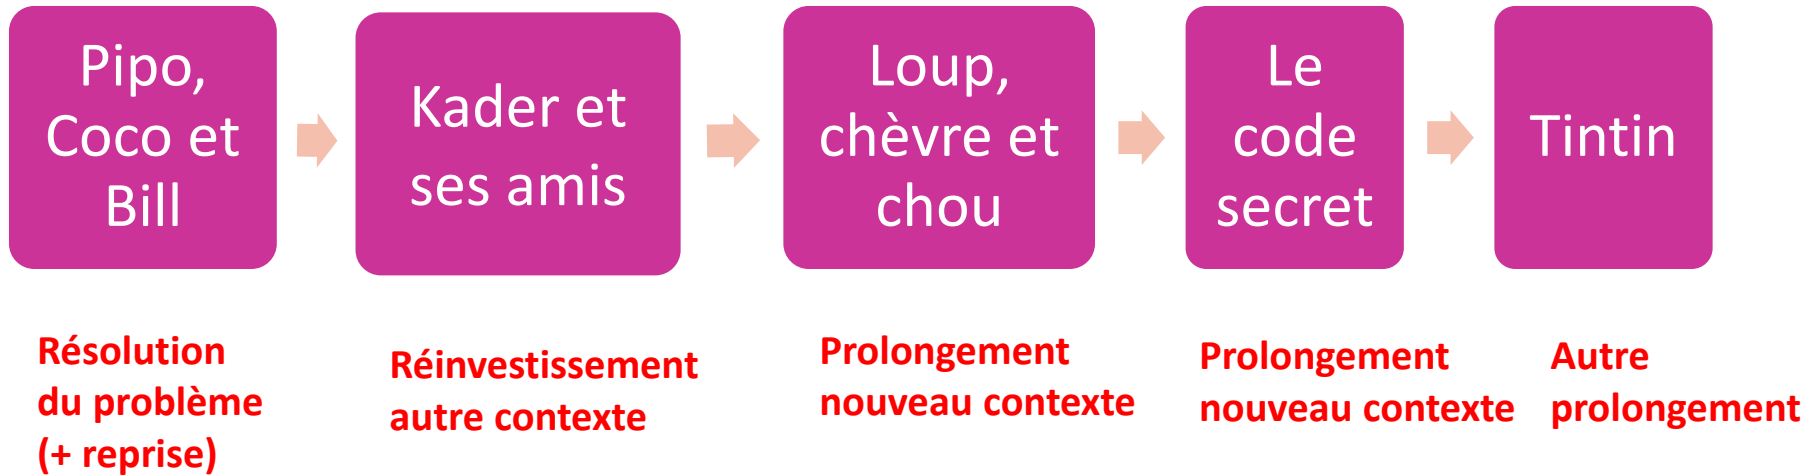 Pipo,
Coco et
Bill
Kader et
ses amis
Loup,
chèvre et
chou
Le
code
secret
Tintin
Résolution
du problème
(+ reprise)
Réinvestissement
autre contexte
Prolongement
nouveau contexte
Prolongement
nouveau contexte
Autre
prolongement